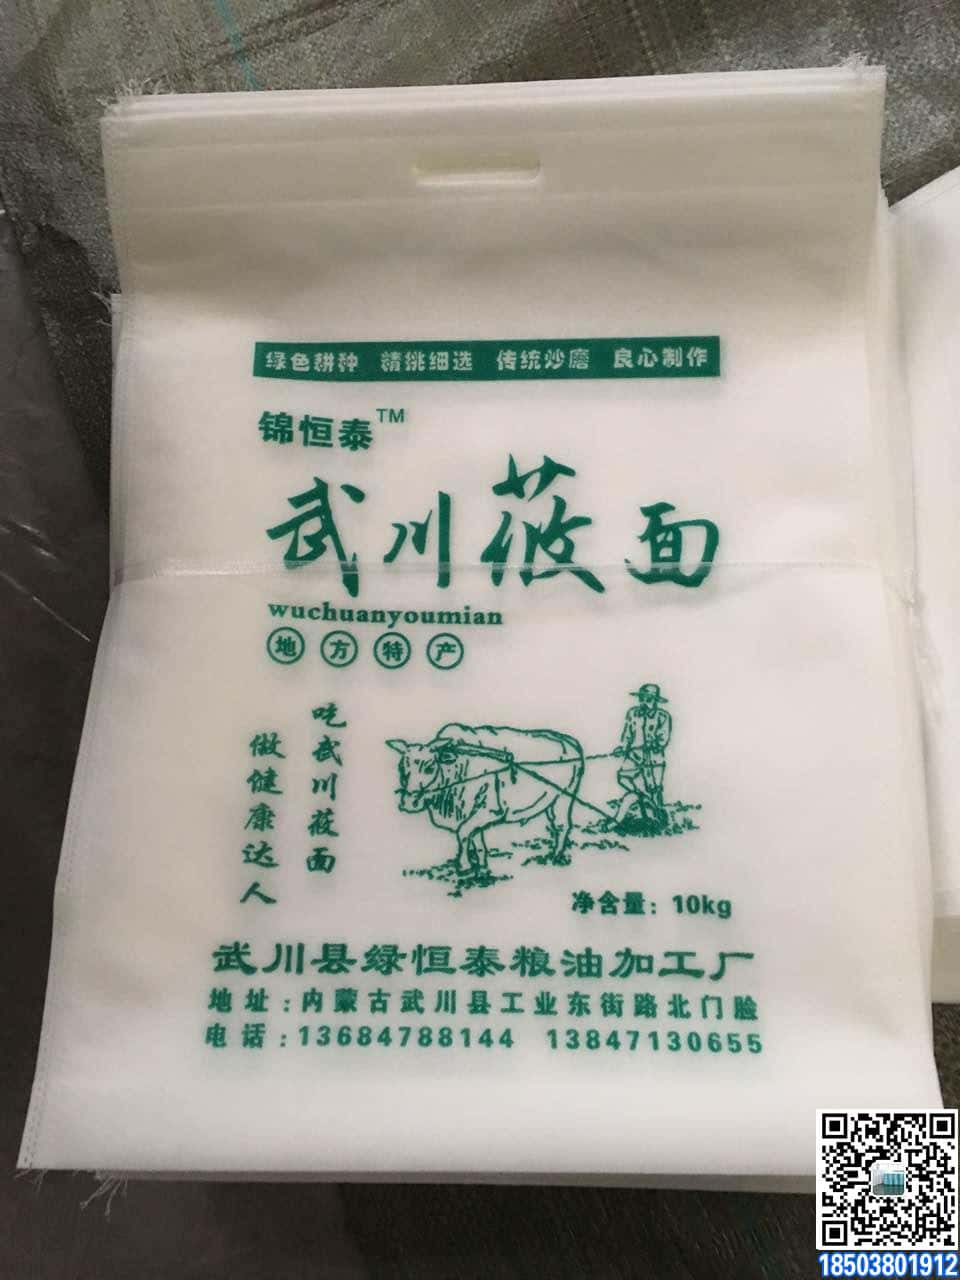 绿色耕种 精挑细选 传统炒磨 良心制作
锦恒泰™
武川莜面
wuchuanyoumian
地方特产
吃武川莜面
做健康达人
净含量：10kg
武川县绿恒泰粮油加工厂
地址：内蒙古武川县工业东街路北门脸
电话：13684788144 13847130655
18503801912